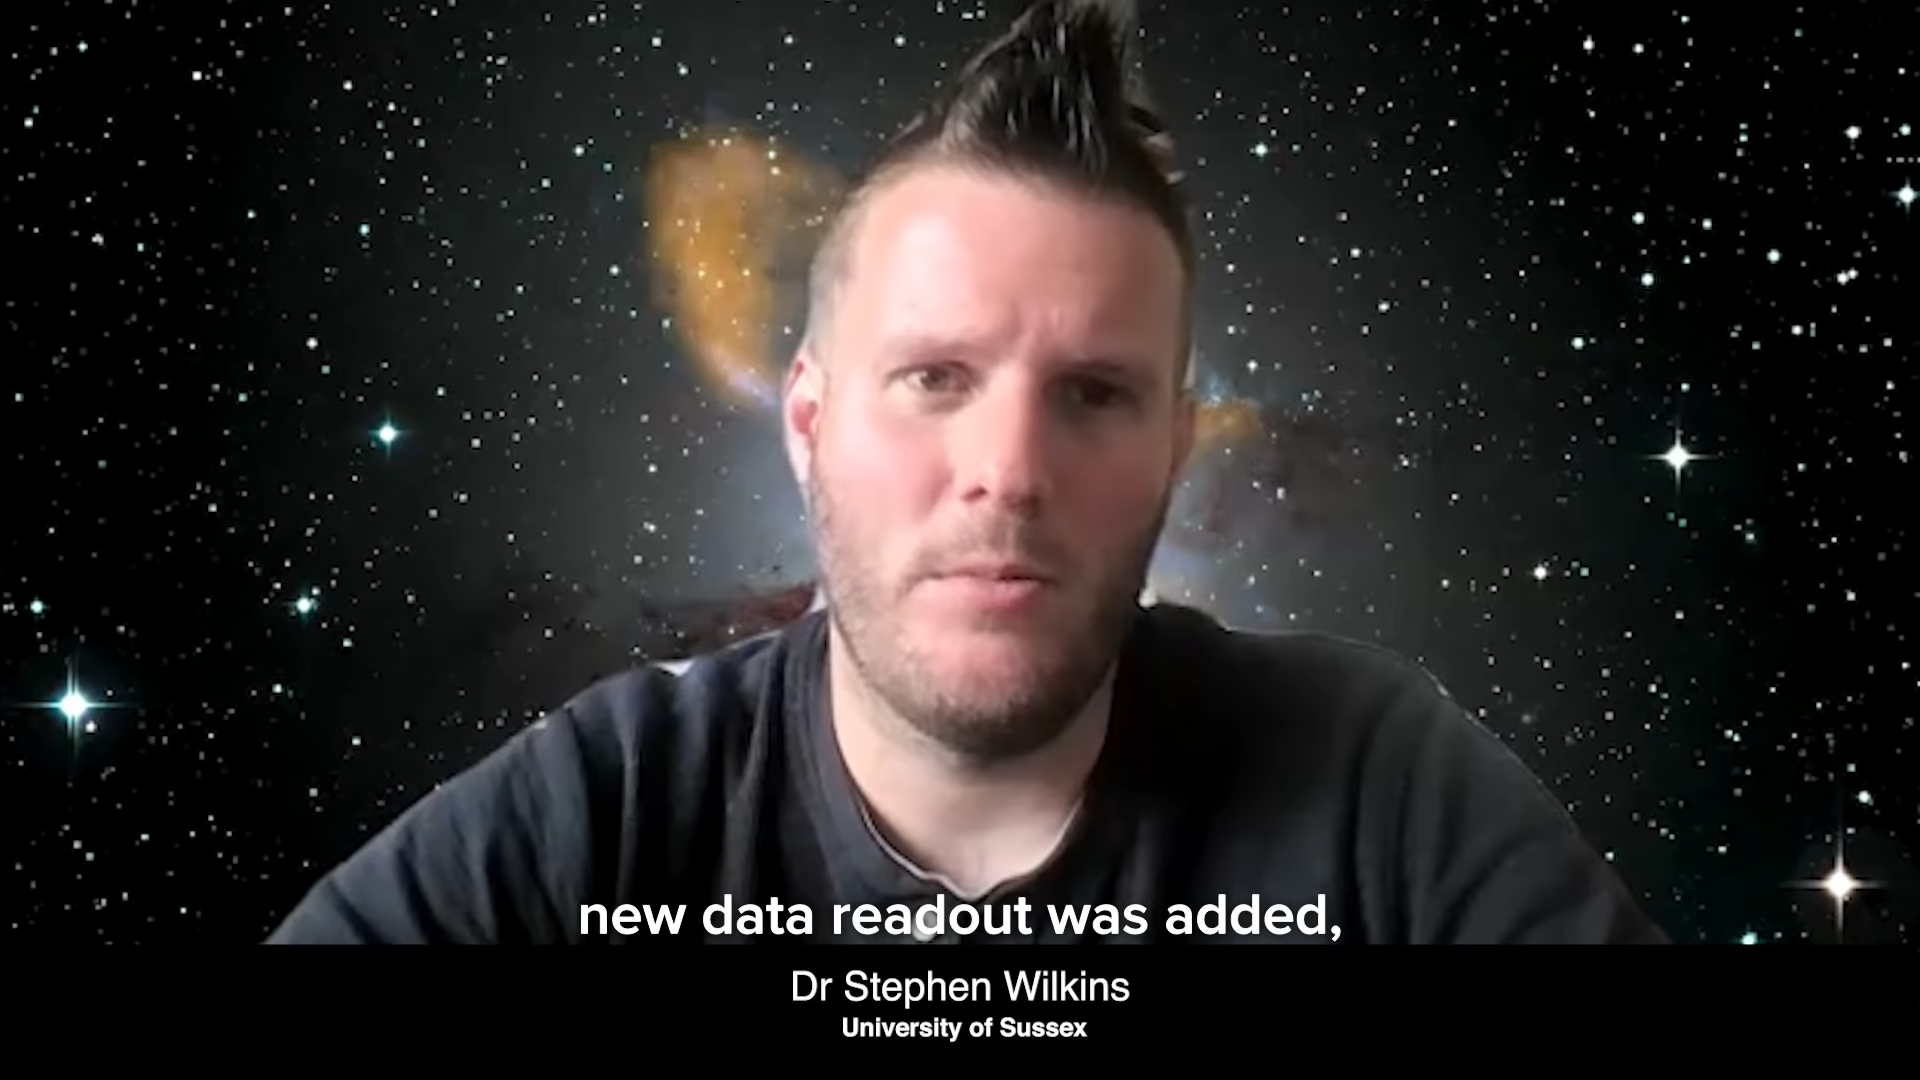 new data readout was added,
Dr Stephen Wilkins
University of Sussex